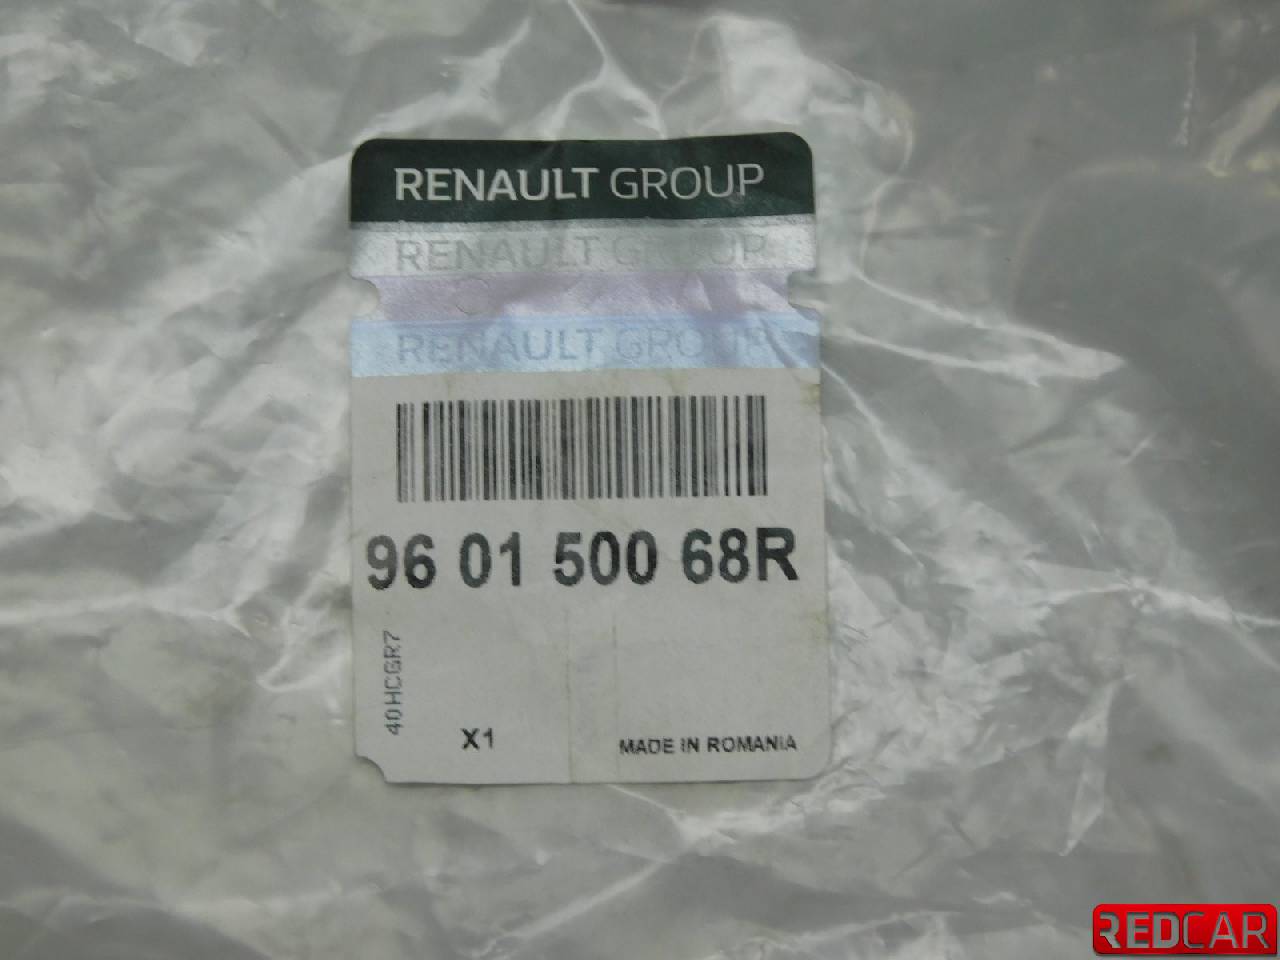 RENAULT GROUP
RENAULT GROUP
RENAULT GROUP
96 01 500 68R
40HCGR7
X1
MADE IN ROMANIA
REDCAR